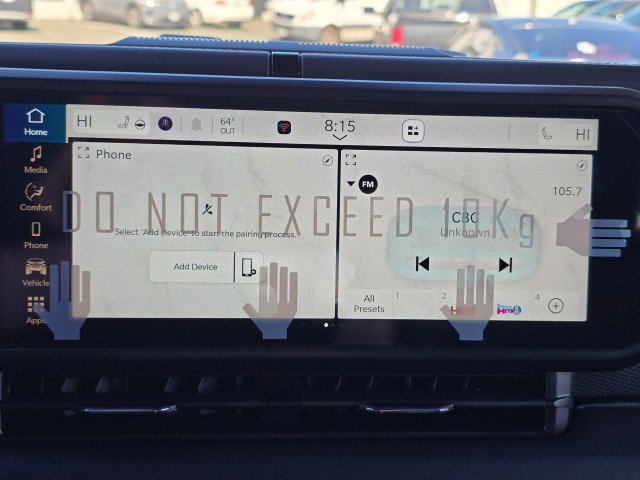 Home
HI
64°
OUT
8:15
HI
Media
Comfort
Phone
Vehicle
Apps
Phone
Select 'Add Device' to start the pairing process.
Add Device
FM
105.7
CBC
Unknown
All
Presets
1
2
HEAT
4
DO NOT EXCEED 10Kg